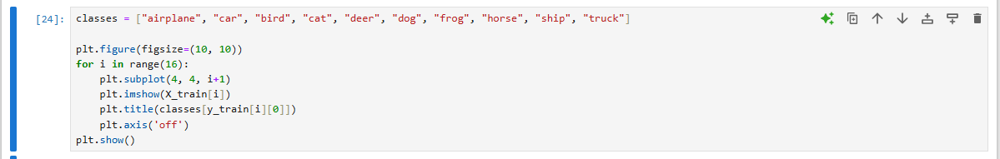 [24]: classes = ["airplane", "car", "bird", "cat", "deer", "dog", "frog", "horse", "ship", "truck"]
plt.figure(figsize=(10, 10))
for i in range(16):
    plt.subplot(4, 4, i+1)
    plt.imshow(X_train[i])
    plt.title(classes[y_train[i][0]])
    plt.axis('off')
plt.show()